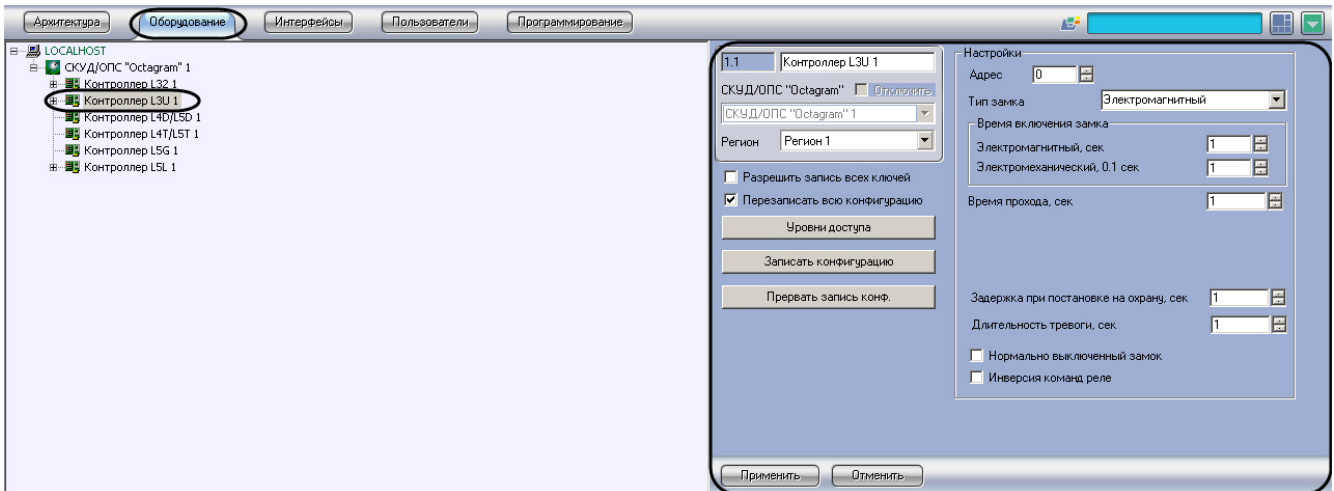 Архитектура Оборудование Интерфейсы Пользователи Программирование
LOCALHOST
СКУД/ОПС "Octagram" 1
Контроллер L32 1
Контроллер L3U 1
Контроллер L4D/L5D 1
Контроллер L4T/L5T 1
Контроллер L5G 1
Контроллер L5L 1
1.1 Контроллер L3U 1
СКУД/ОПС "Octagram" Отключить
СКУД/ОПС "Octagram" 1
Регион Регион 1
Разрешить запись всех ключей
Перезаписать всю конфигурацию
Уровни доступа
Записать конфигурацию
Прервать запись конф.
Настройки
Адрес 0
Тип замка Электромагнитный
Время включения замка
Электромагнитный, сек 1
Электромеханический, 0.1 сек 1
Время прохода, сек 1
Задержка при постановке на охрану, сек 1
Длительность тревоги, сек 1
Нормально выключенный замок
Инверсия команд реле
Применить Отменить